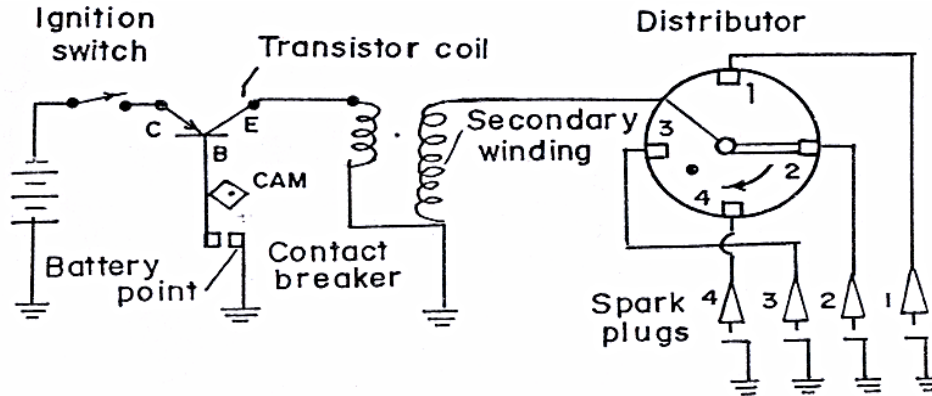 Ignition
switch
Transistor coil
Distributor
C
E
B
CAM
Secondary
winding
1
3
2
4
Battery
point
Contact
breaker
Spark
plugs
4
3
2
1